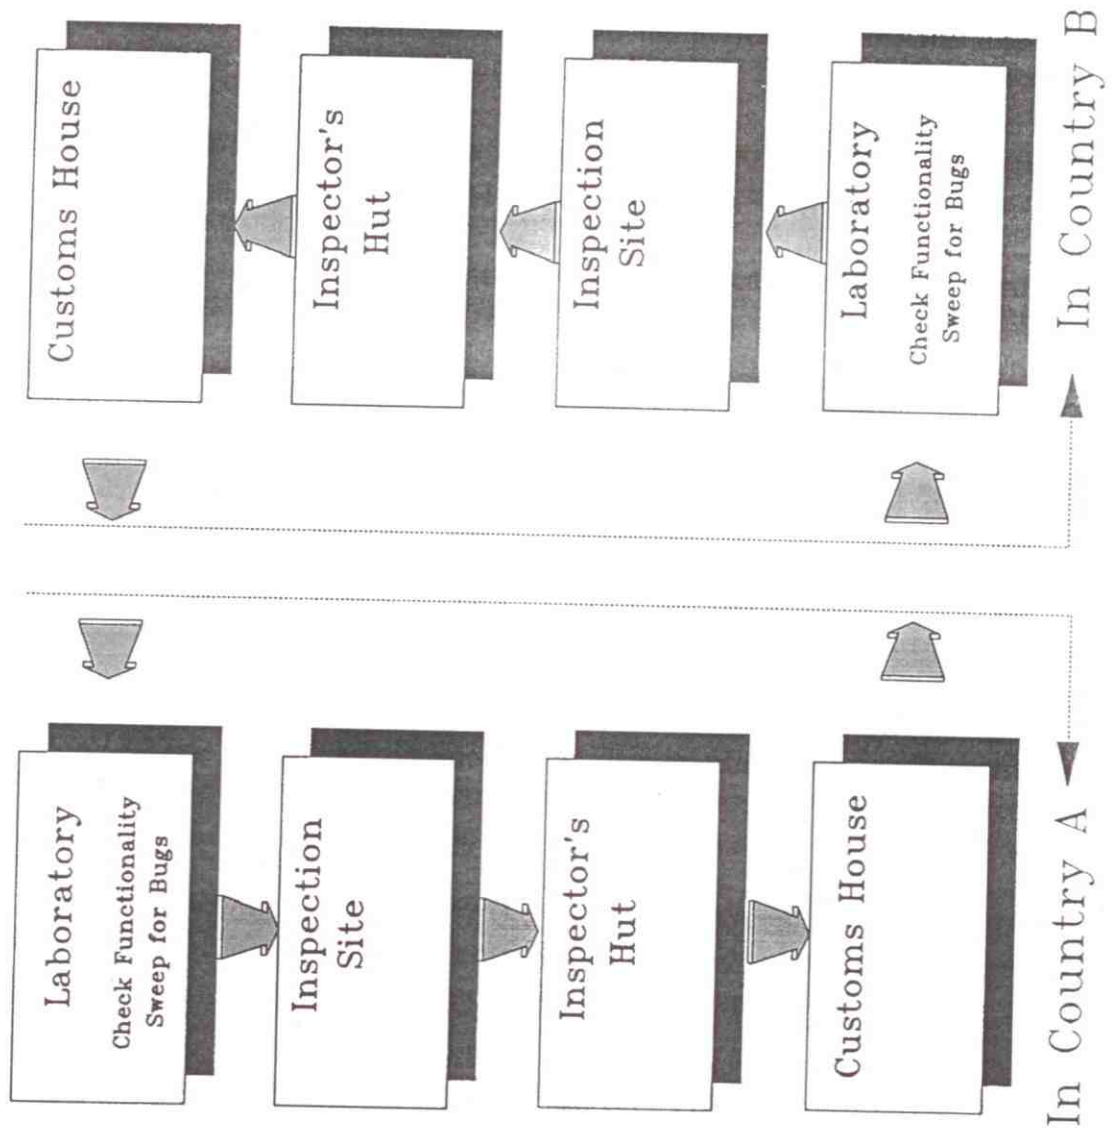 Laboratory
Check Functionality
Sweep for Bugs
Inspection
Site
Inspector's
Hut
Customs House
In Country A
Customs House
Inspector's
Hut
Inspection
Site
Laboratory
Check Functionality
Sweep for Bugs
In Country B